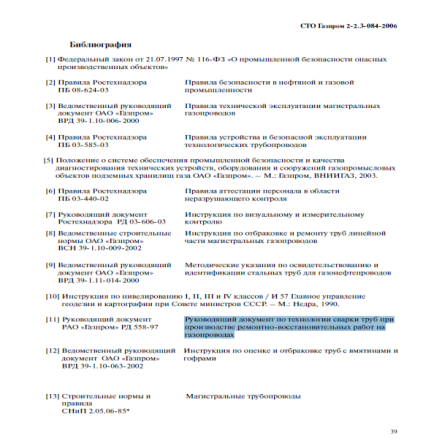 СТО Газпром 2-2.3-084-2006
Библиография
[1] Федеральный закон от 21.07.1997 № 116-ФЗ «О промышленной безопасности опасных
производственных объектов»
[2] Правила Ростехнадзора Правила безопасности в нефтяной и газовой
ПБ 08-624-03 промышленности
[3] Ведомственный руководящий Правила технической эксплуатации магистральных
документ ОАО «Газпром» газопроводов
ВРД 39-1.10-006-2000
[4] Правила Ростехнадзора Правила устройства и безопасной эксплуатации
ПБ 03-585-03 технологических трубопроводов
[5] Положение о системе обеспечения промышленной безопасности и качества
диагностирования технических устройств, оборудования и сооружений газопромысловых
объектов подземных хранилищ газа ОАО «Газпром». – М.: Газпром, ВНИИГАЗ, 2003.
[6] Правила Ростехнадзора Правила аттестации персонала в области
ПБ 03-440-02 неразрушающего контроля
[7] Руководящий документ Инструкция по визуальному и измерительному
Ростехнадзора РД 03-606-03 контролю
[8] Ведомственные строительные Инструкция по отбраковке и ремонту труб линейной
нормы ОАО «Газпром» части магистральных газопроводов
ВСН 39-1.10-009-2002
[9] Ведомственный руководящий Методические указания по освидетельствованию и
документ ОАО «Газпром» идентификации стальных труб для газонефтепроводов
ВРД 39-1.11-014-2000
[10] Инструкция по нивелированию I, II, III и IV классов / И 57 Главное управление
геодезии и картографии при Совете министров СССР. – М.: Недра, 1990.
[11] Руководящий документ Руководящий документ по технологии сварки труб при
РАО «Газпром» РД 558-97 производстве ремонтно-восстановительных работ на
газопроводах
[12] Ведомственный руководящий Инструкция по оценке и отбраковке труб с вмятинами и
документ ОАО «Газпром» гофрами
ВРД 39-1.10-063-2002
[13] Строительные нормы и Магистральные трубопроводы
правила
СНиП 2.05.06-85*
39